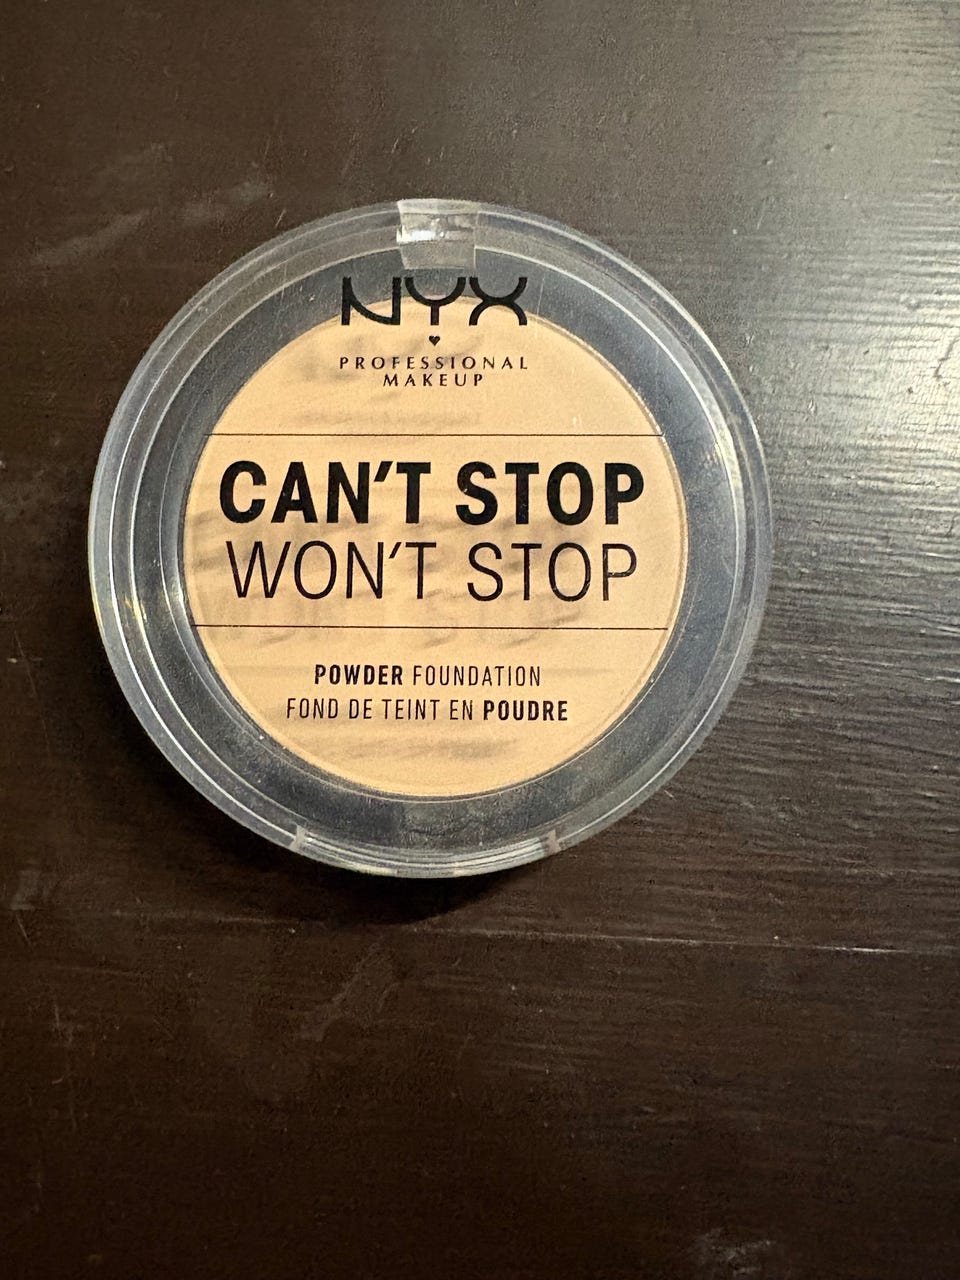 NYX
PROFESSIONAL
MAKEUP
CAN'T STOP
WON'T STOP
POWDER FOUNDATION
FOND DE TEINT EN POUDRE